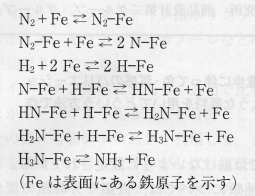 N₂+Fe ⇌ N₂−Fe
N₂−Fe+Fe ⇌ 2 N−Fe
H₂+2 Fe ⇌ 2 H−Fe
N−Fe+H−Fe ⇌ HN−Fe+Fe
HN−Fe+H−Fe ⇌ H₂N−Fe+Fe
H₂N−Fe+H−Fe ⇌ H₃N−Fe+Fe
H₃N−Fe ⇌ NH₃+Fe
(Fe は表面にある鉄原子を示す)